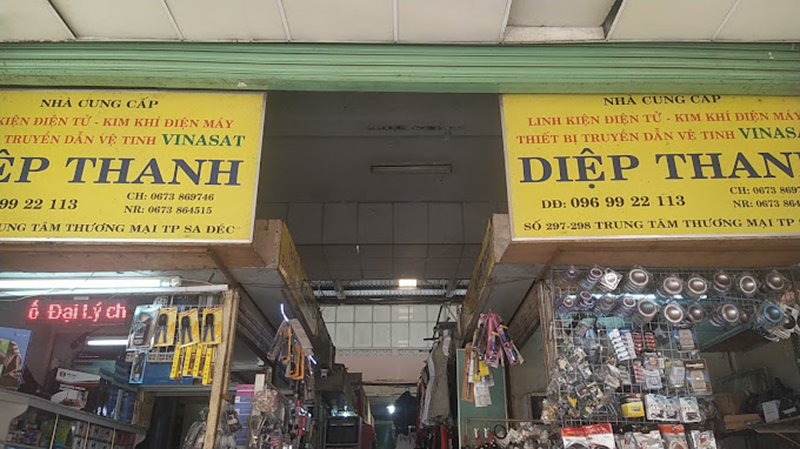 NHÀ CUNG CẤP
KIỆN ĐIỆN TỬ - KIM KHÍ ĐIỆN MÁY
TRUYỀN DẪN VỆ TINH VINASAT
ỆP THANH
99 22 113
CH: 0673 869746
NR: 0673 864515
TRUNG TÂM THƯƠNG MẠI TP SA ĐÉC
ố Đại Lý ch
NHÀ CUNG CẤP
LINH KIỆN ĐIỆN TỬ - KIM KHÍ ĐIỆN MÁY
THIẾT BỊ TRUYỀN DẪN VỆ TINH VINASA
DIỆP THAN
DĐ: 096 99 22 113
CH: 0673 869
NR: 0673 864
SỐ 297-298 TRUNG TÂM THƯƠNG MẠI TP